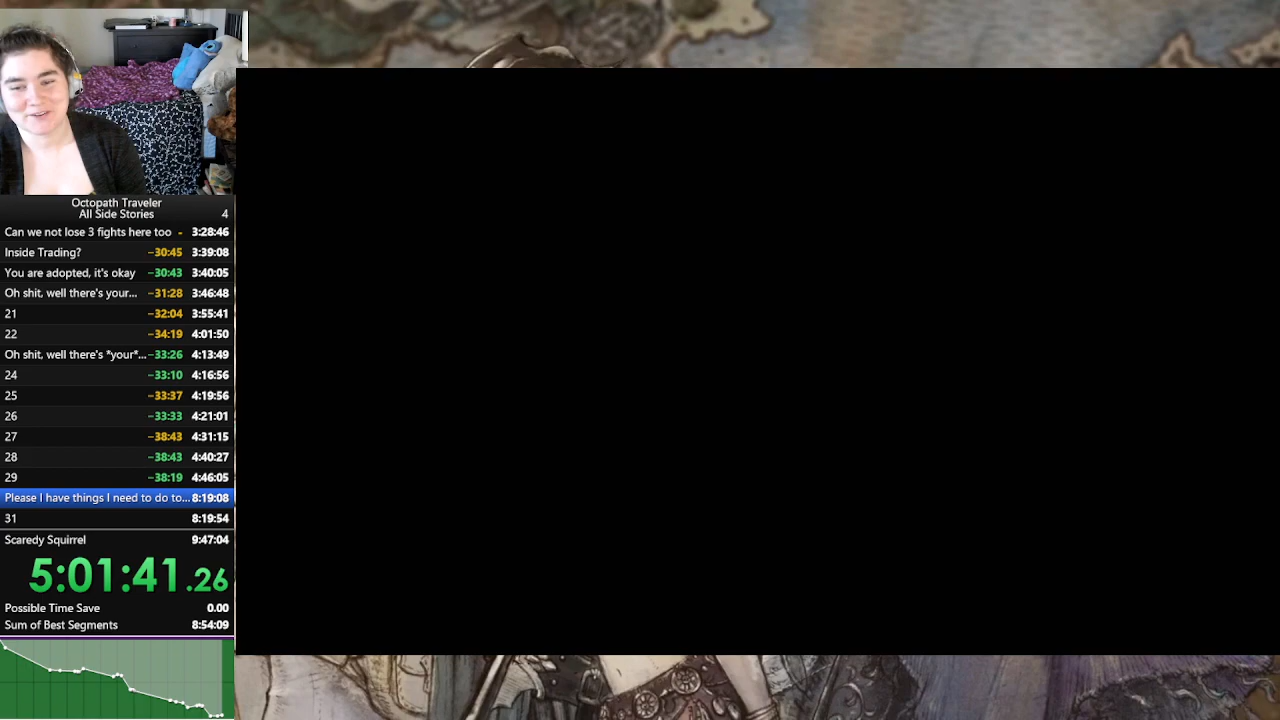 Octopath Traveler
All Side Stories 4
Can we not lose 3 fights here too - 3:28:46
Inside Trading? -30:45 3:39:08
You are adopted, it's okay -30:43 3:40:05
Oh shit, well there's your... -31:28 3:46:48
21 -32:04 3:55:41
22 -34:19 4:01:50
Oh shit, well there's *your*... -33:26 4:13:49
24 -33:10 4:16:56
25 -33:37 4:19:56
26 -33:33 4:21:01
27 -38:43 4:31:15
28 -38:43 4:40:27
29 -38:19 4:46:05
Please I have things I need to do to... 8:19:08
31 8:19:54
Scaredy Squirrel 9:47:04
5:01:41.26
Possible Time Save 0.00
Sum of Best Segments 8:54:09